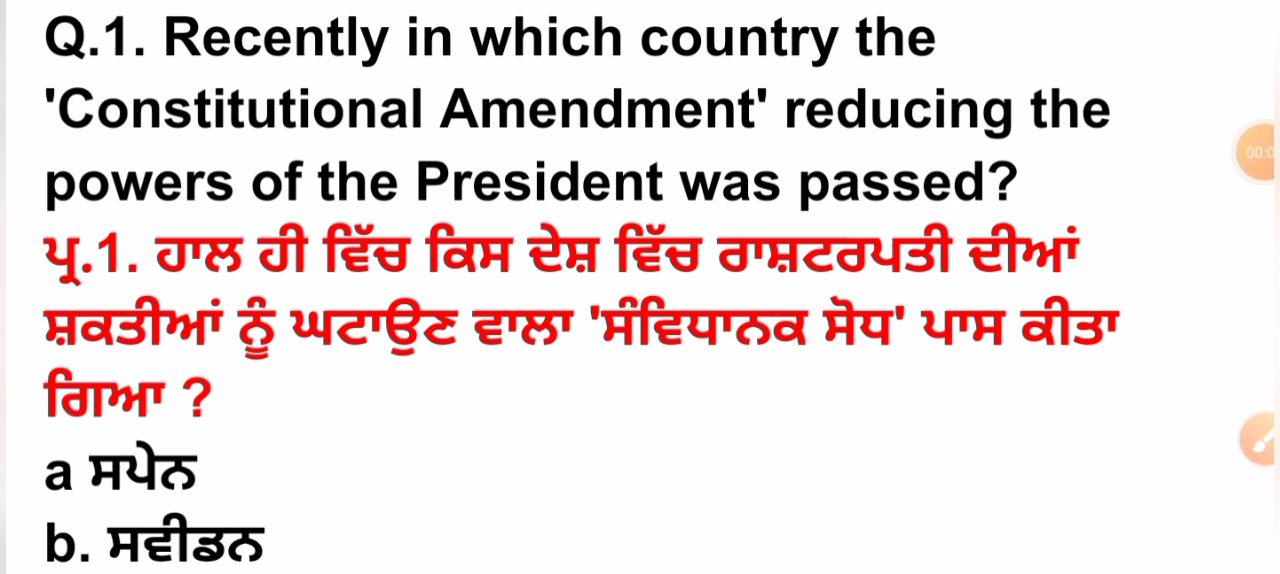 Q.1. Recently in which country the
'Constitutional Amendment' reducing the
powers of the President was passed?
ਪ੍ਰ.1. ਹਾਲ ਹੀ ਵਿੱਚ ਕਿਸ ਦੇਸ਼ ਵਿੱਚ ਰਾਸ਼ਟਰਪਤੀ ਦੀਆਂ
ਸ਼ਕਤੀਆਂ ਨੂੰ ਘਟਾਉਣ ਵਾਲਾ 'ਸੰਵਿਧਾਨਕ ਸੋਧ' ਪਾਸ ਕੀਤਾ
ਗਿਆ ?
a ਸਪੇਨ
b. ਸਵੀਡਨ